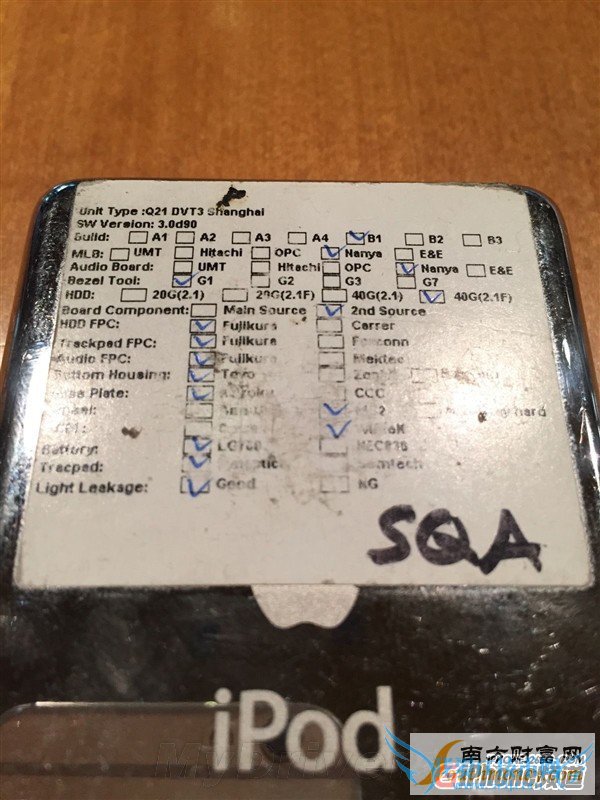 Unit Type :Q21 DVT3 Shanghai
SW Version: 3.0d90
Build: A1 A2 A3 A4 B1 B2 B3
MLB: UMT Hitachi OPC Nanya E&E
Audio Board: UMT Hitachi OPC Nanya E&E
Bezel Tool: G1 G2 G3 G7
HDD: 20G(2.1) 20G(2.1F) 40G(2.1) 40G(2.1F)
Board Component: Main Source 2nd Source
HDD FPC: Fujikura Carrer
Trackpad FPC: Fujikura Foxconn
Audio FPC: Fujikura Mektec
Bottom Housing: Toyo
Plate: CCC
Battery:
Tracpad: Semtech
Light Leakage: Good NG
SQA
iPod
南方财富网